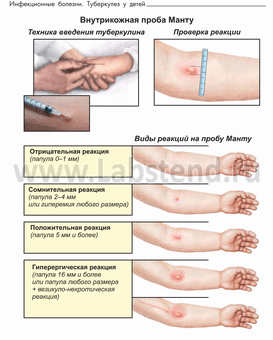 Инфекционные болезни. Туберкулез у детей
Внутрикожная проба Манту
Техника введения туберкулина
Проверка реакции
Виды реакций на пробу Манту
Отрицательная реакция
(папула 0–1 мм)
www.Labstend.ru
Сомнительная реакция
(папула 2–4 мм
или гиперемия любого размера)
Положительная реакция
(папула 5 мм и более)
Гиперергическая реакция
(папула 16 мм и более
или папула любого размера
+ везикуло-некротическая
реакция)